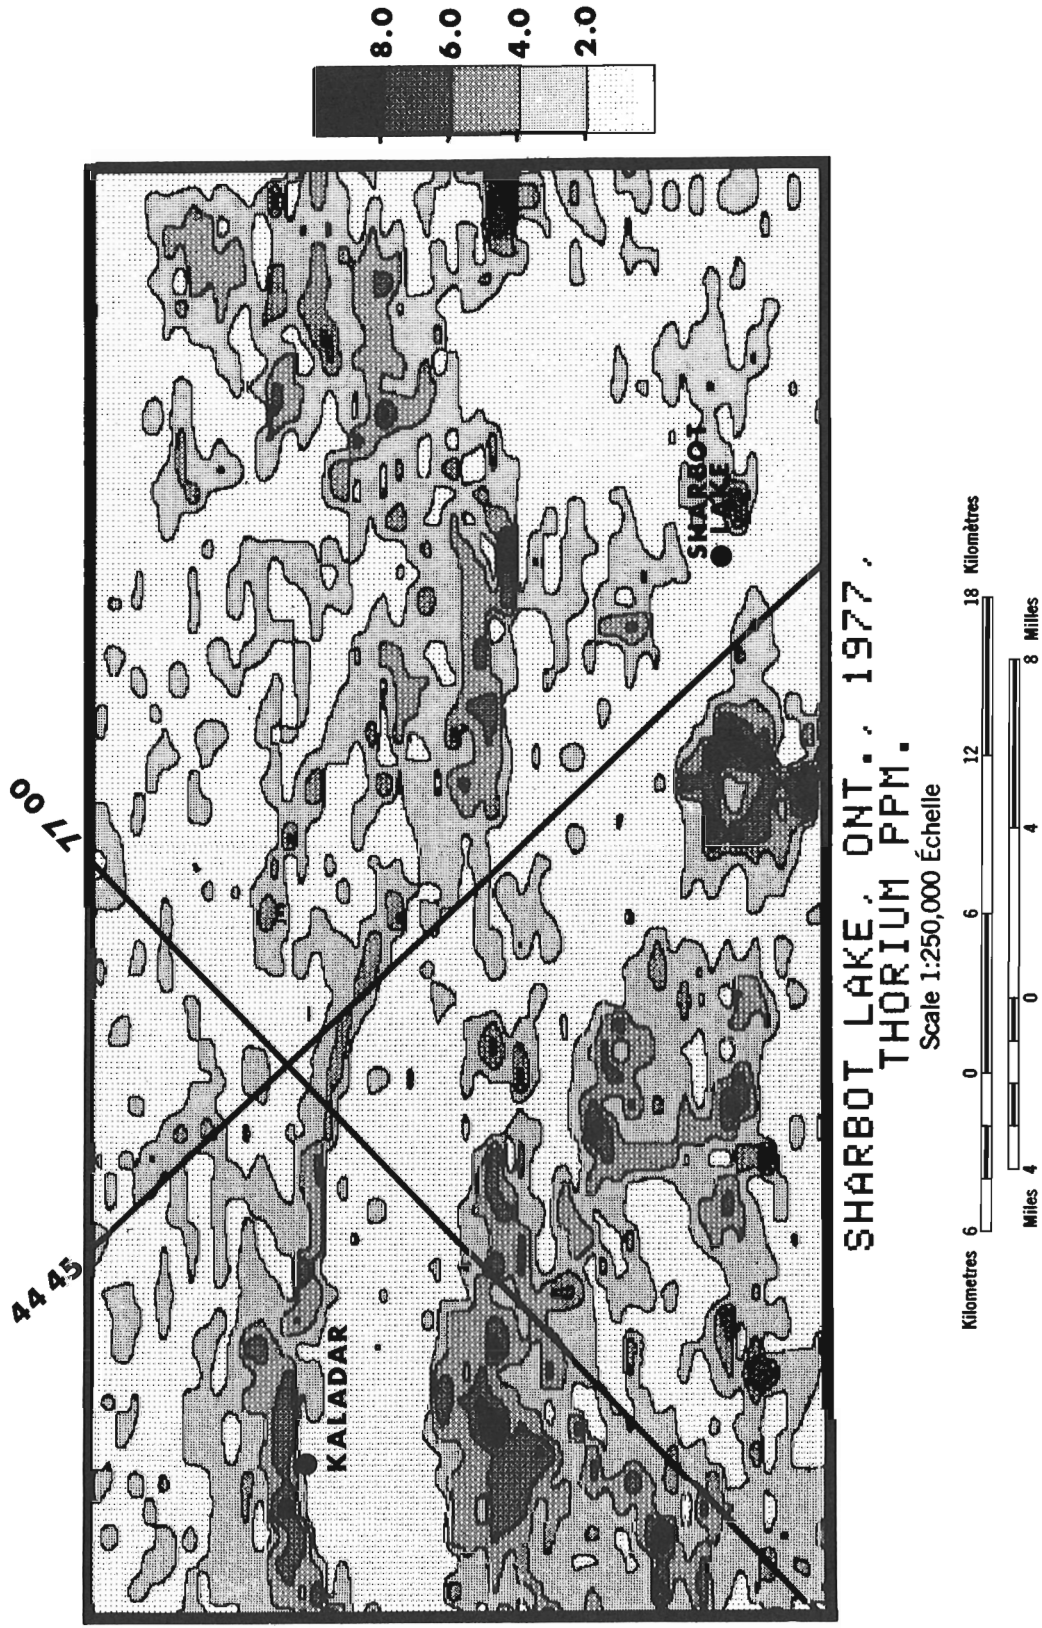 8.0
6.0
4.0
2.0
77 00
44 45
KALADAR
SHARBOT
LAKE
SHARBOT LAKE, ONT., 1977.
THORIUM PPM.
Scale 1:250,000 Échelle
Kilometres 6 0 6 12 18 Kilomètres
Miles 4 0 4 8 Milles